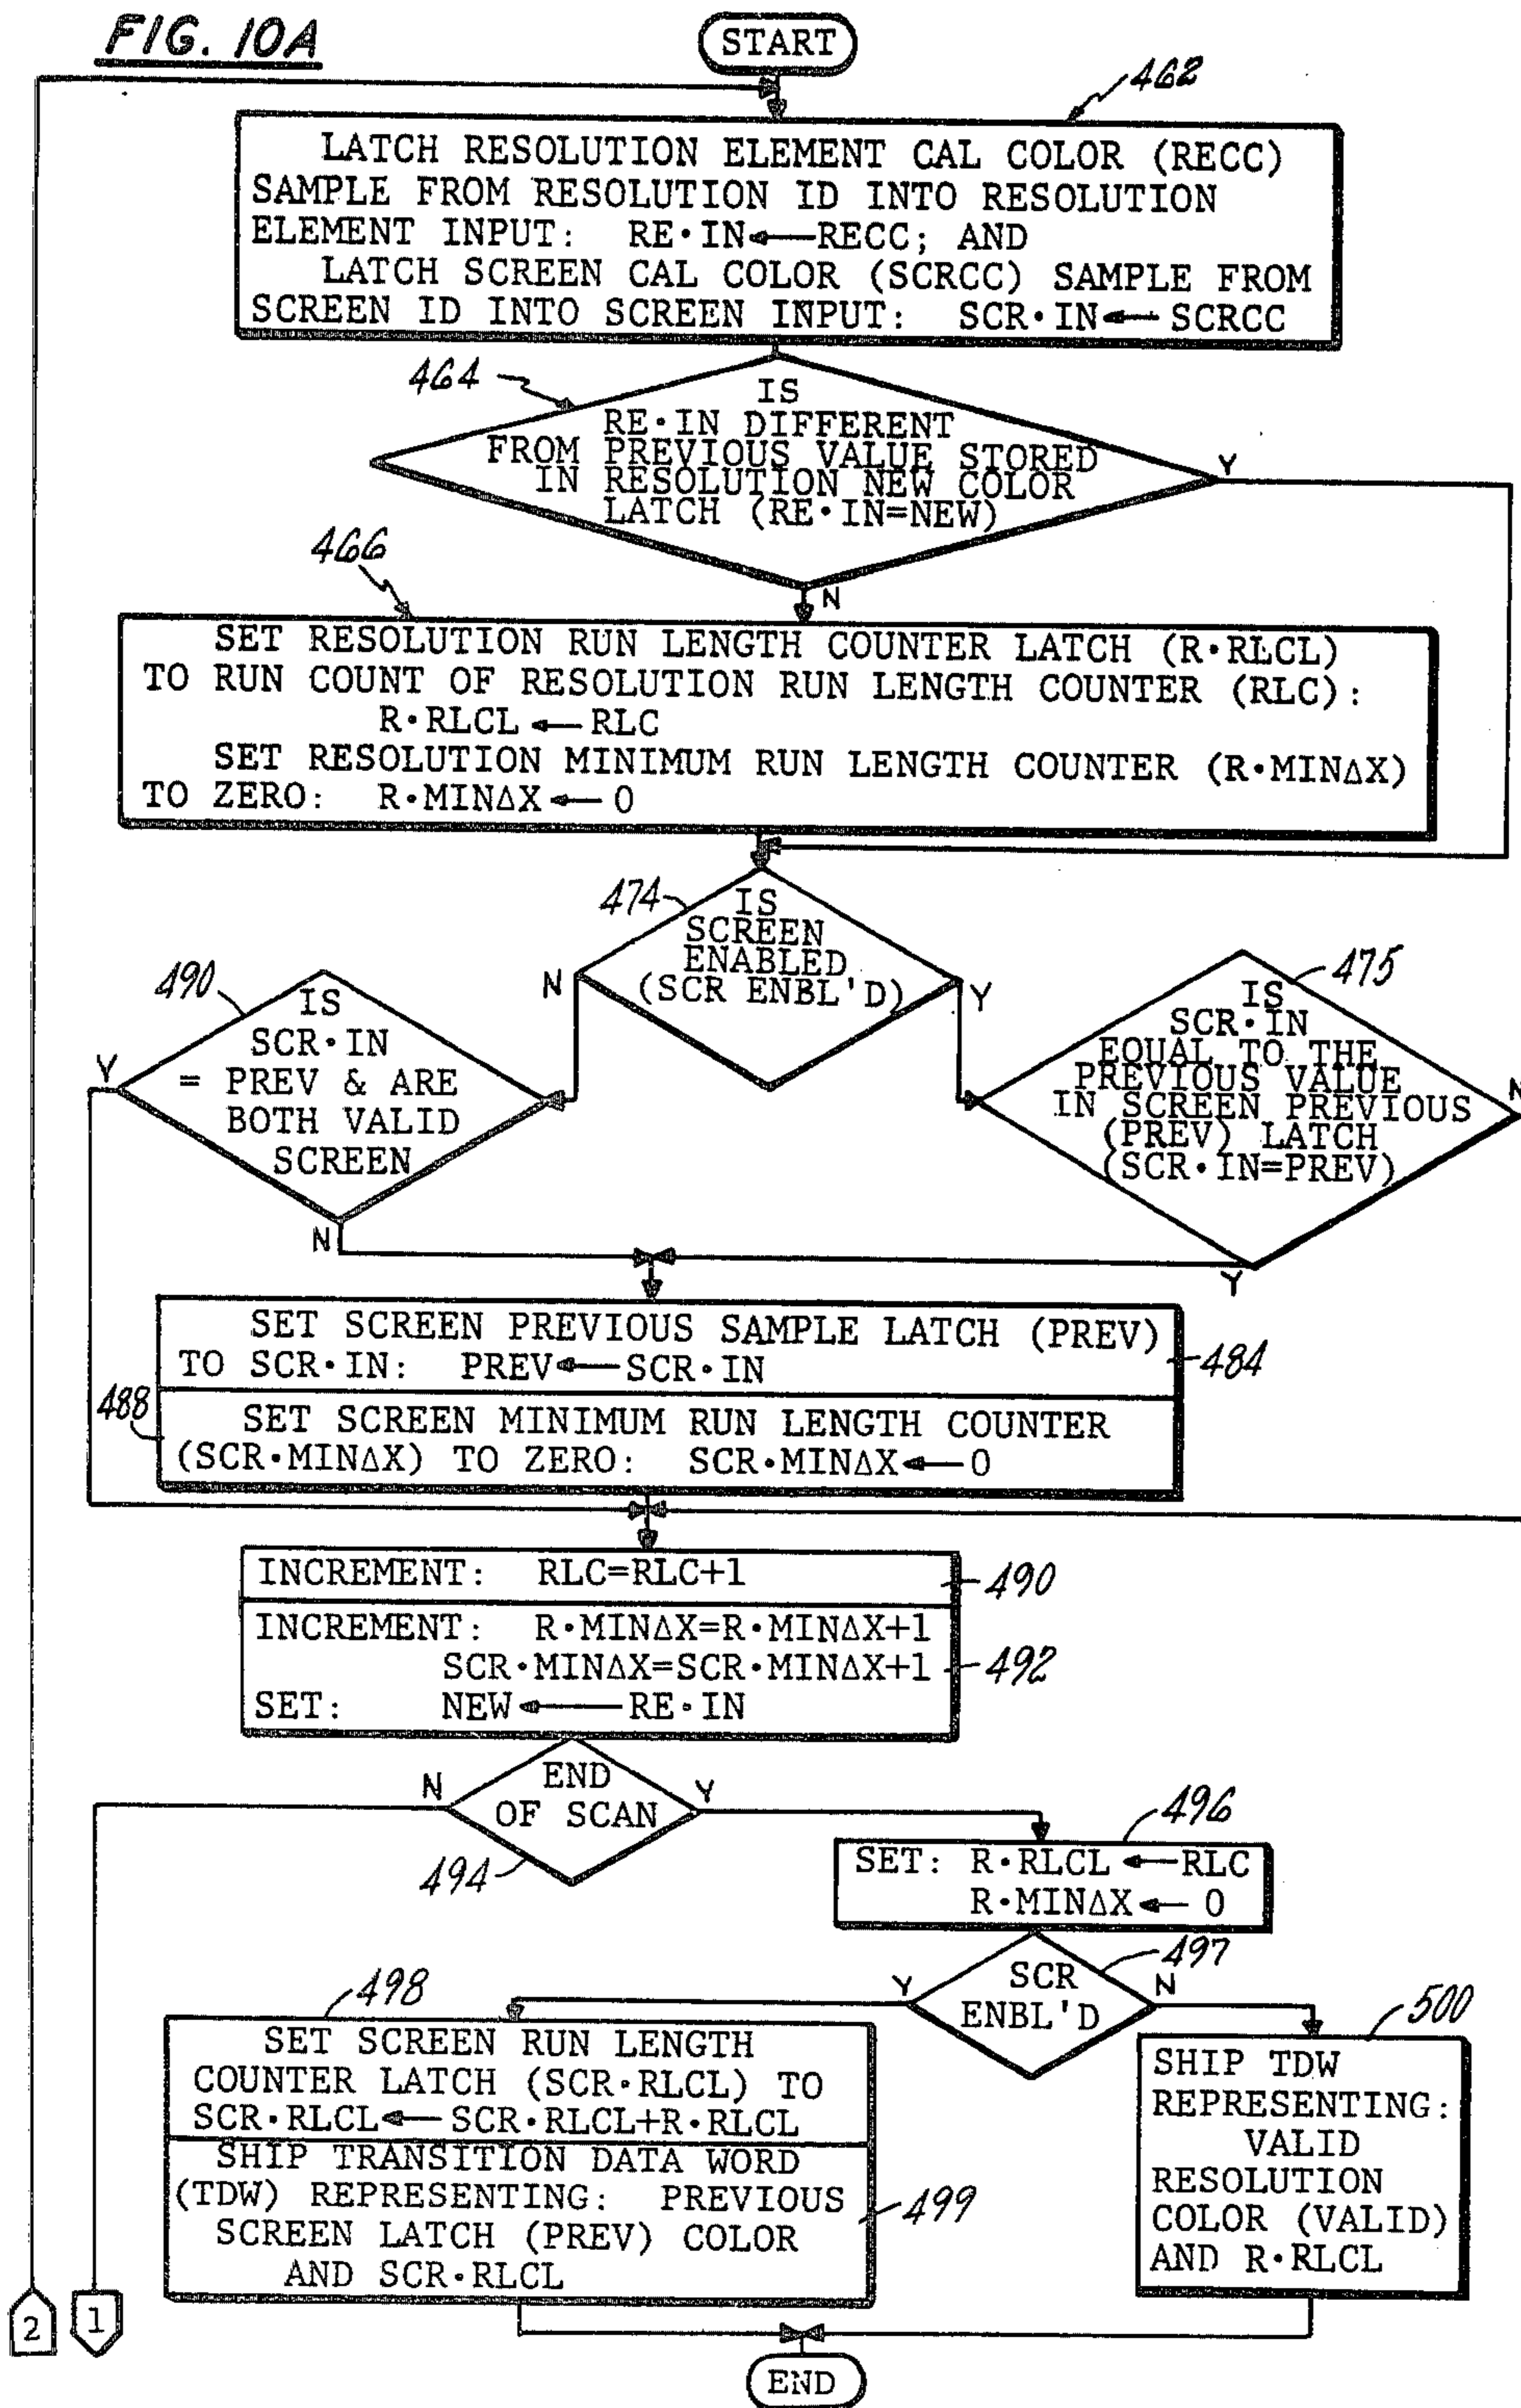 FIG. 10A
START
462
LATCH RESOLUTION ELEMENT CAL COLOR (RECC)
SAMPLE FROM RESOLUTION ID INTO RESOLUTION
ELEMENT INPUT: RE·IN←RECC; AND
LATCH SCREEN CAL COLOR (SCRCC) SAMPLE FROM
SCREEN ID INTO SCREEN INPUT: SCR·IN← SCRCC
464
IS
RE·IN DIFFERENT
FROM PREVIOUS VALUE STORED
IN RESOLUTION NEW COLOR
LATCH (RE·IN=NEW)
Y
N
466
SET RESOLUTION RUN LENGTH COUNTER LATCH (R·RLCL)
TO RUN COUNT OF RESOLUTION RUN LENGTH COUNTER (RLC):
R·RLCL ← RLC
SET RESOLUTION MINIMUM RUN LENGTH COUNTER (R·MINΔX)
TO ZERO: R·MINΔX ← 0
474
IS
SCREEN
ENABLED
(SCR ENBL'D)
N
Y
490
IS
SCR·IN
= PREV & ARE
BOTH VALID
SCREEN
Y
N
475
IS
SCR·IN
EQUAL TO THE
PREVIOUS VALUE
IN SCREEN PREVIOUS
(PREV) LATCH
(SCR·IN=PREV)
N
Y
SET SCREEN PREVIOUS SAMPLE LATCH (PREV)
TO SCR·IN: PREV←SCR·IN
484
488
SET SCREEN MINIMUM RUN LENGTH COUNTER
(SCR·MINΔX) TO ZERO: SCR·MINΔX←0
INCREMENT: RLC=RLC+1
490
INCREMENT: R·MINΔX=R·MINΔX+1
SCR·MINΔX=SCR·MINΔX+1
SET: NEW←RE·IN
492
END
OF SCAN
N
Y
494
496
SET: R·RLCL ←RLC
R·MINΔX← 0
497
SCR
ENBL'D
Y
N
498
SET SCREEN RUN LENGTH
COUNTER LATCH (SCR·RLCL) TO
SCR·RLCL← SCR·RLCL+R·RLCL
SHIP TRANSITION DATA WORD
(TDW) REPRESENTING: PREVIOUS
SCREEN LATCH (PREV) COLOR
AND SCR·RLCL
499
500
SHIP TDW
REPRESENTING:
VALID
RESOLUTION
COLOR (VALID)
AND R·RLCL
2
1
END